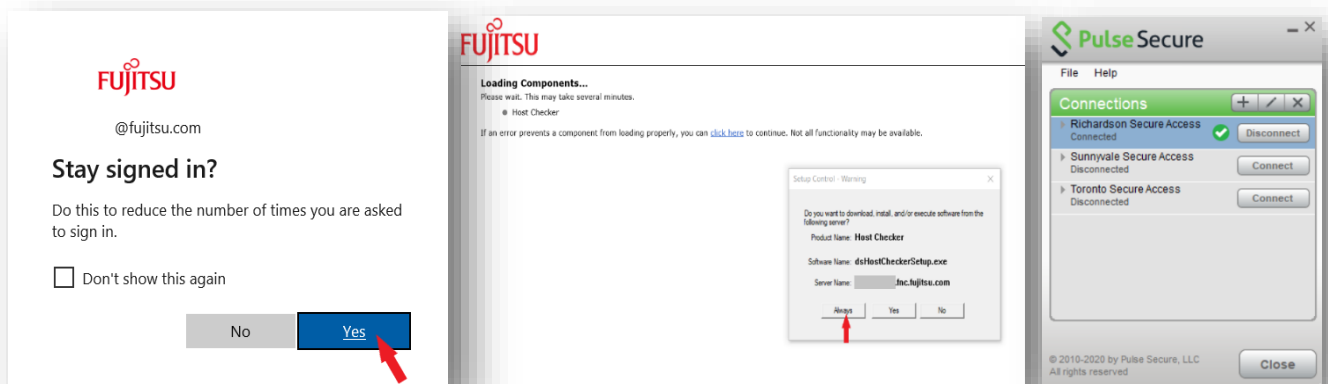 FUJITSU
@fujitsu.com
Stay signed in?
Do this to reduce the number of times you are asked
to sign in.
Don't show this again
No
Yes
FUJITSU
Loading Components...
Please wait. This may take several minutes.
Host Checker
If an error prevents a component from loading properly, you can click here to continue. Not all functionality may be available.
Setup Control - Warning
Do you want to download, install, and/or execute software from the
following server?
Product Name: Host Checker
Software Name: dsHostCheckerSetup.exe
Server Name: .fnc.fujitsu.com
Always Yes No
Pulse Secure
File Help
Connections
Richardson Secure Access
Connected
Disconnect
Sunnyvale Secure Access
Disconnected
Connect
Toronto Secure Access
Disconnected
Connect
© 2010-2020 by Pulse Secure, LLC
All rights reserved
Close